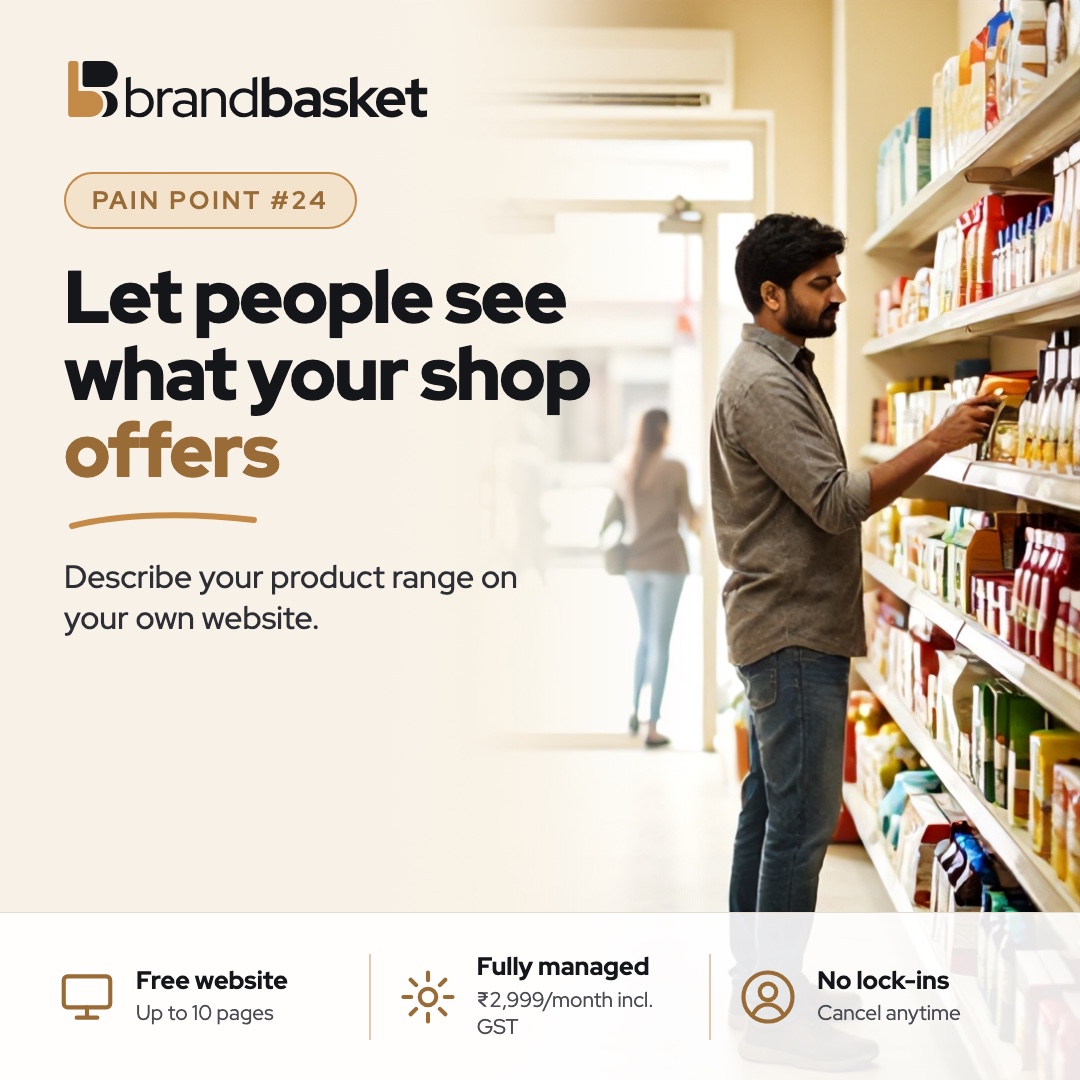 brandbasket
PAIN POINT #24
Let people see
what your shop
offers
Describe your product range on
your own website.
Free website
Up to 10 pages
Fully managed
₹2,999/month incl.
GST
No lock-ins
Cancel anytime